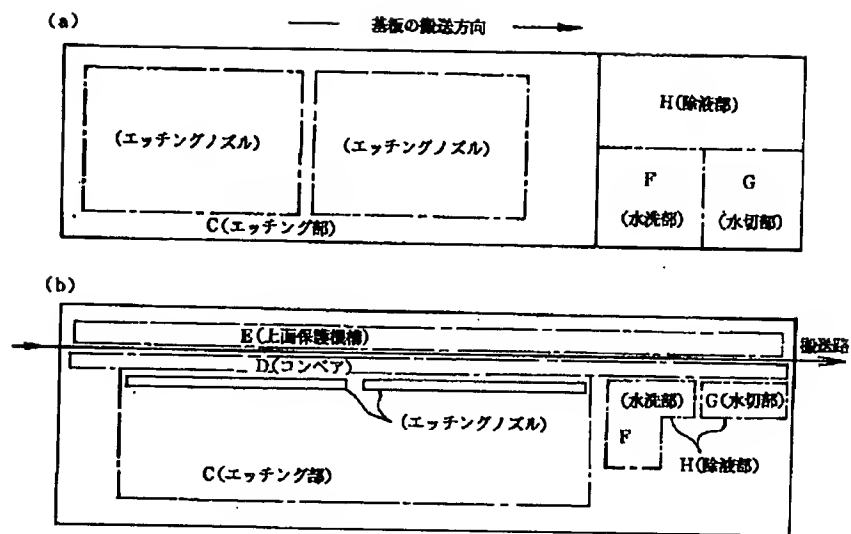 (a)
基板の搬送方向
H(除液部)
(エッチングノズル)
(エッチングノズル)
F
G
(水洗部)
(水切部)
C(エッチング部)
(b)
E(上面保護機構)
搬送路
D(コンベア)
(水洗部)
G(水切部)
(エッチングノズル)
F
C(エッチング部)
H(除液部)